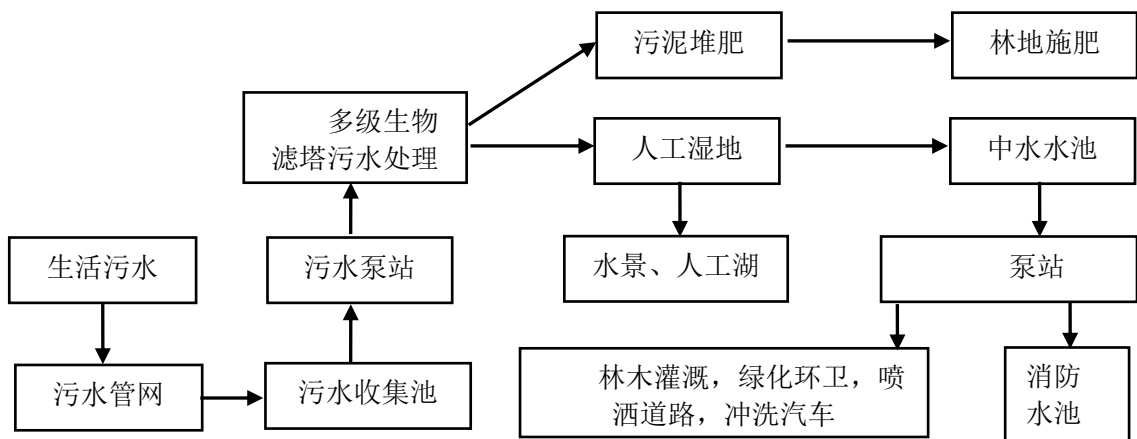 污泥堆肥
林地施肥
多级生物
滤塔污水处理
人工湿地
中水水池
生活污水
污水泵站
水景、人工湖
泵站
污水管网
污水收集池
林木灌溉，绿化环卫，喷
洒道路，冲洗汽车
消防
水池